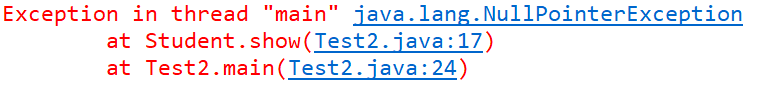 Exception in thread "main" java.lang.NullPointerException
at Student.show(Test2.java:17)
at Test2.main(Test2.java:24)